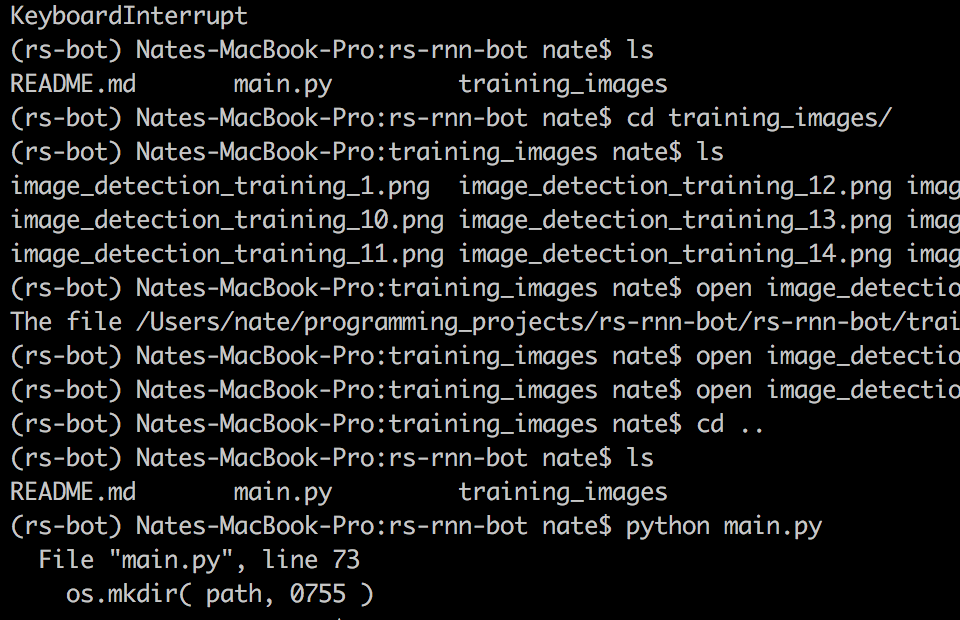 KeyboardInterrupt
(rs-bot) Nates-MacBook-Pro:rs-rnn-bot nate$ ls
README.md main.py training_images
(rs-bot) Nates-MacBook-Pro:rs-rnn-bot nate$ cd training_images/
(rs-bot) Nates-MacBook-Pro:training_images nate$ ls
image_detection_training_1.png image_detection_training_12.png imag
image_detection_training_10.png image_detection_training_13.png imag
image_detection_training_11.png image_detection_training_14.png imag
(rs-bot) Nates-MacBook-Pro:training_images nate$ open image_detectio
The file /Users/nate/programming_projects/rs-rnn-bot/rs-rnn-bot/trai
(rs-bot) Nates-MacBook-Pro:training_images nate$ open image_detectio
(rs-bot) Nates-MacBook-Pro:training_images nate$ open image_detectio
(rs-bot) Nates-MacBook-Pro:training_images nate$ cd ..
(rs-bot) Nates-MacBook-Pro:rs-rnn-bot nate$ ls
README.md main.py training_images
(rs-bot) Nates-MacBook-Pro:rs-rnn-bot nate$ python main.py
File "main.py", line 73
os.mkdir( path, 0755 )